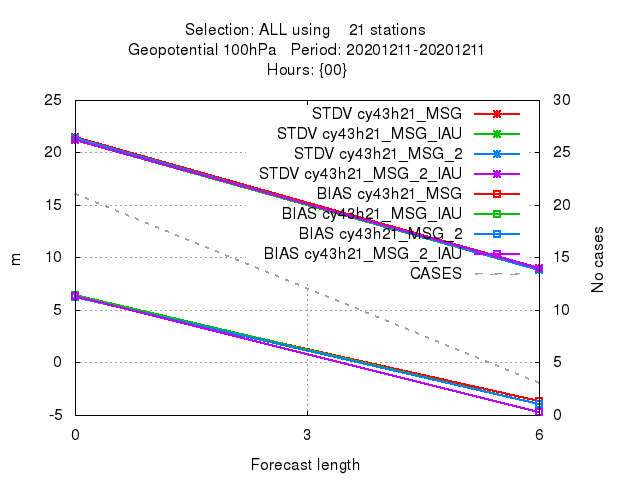 Selection: ALL using 21 stations
Geopotential 100hPa Period: 20201211-20201211
Hours: {00}
25 30
STDV cy43h21_MSG
STDV cy43h21_MSG_IAU
20 STDV cy43h21_MSG_2 25
STDV cy43h21_MSG_2_IAU
BIAS cy43h21_MSG
15 BIAS cy43h21_MSG_IAU 20
BIAS cy43h21_MSG_2
10 BIAS cy43h21_MSG_2_IAU 15
CASES
m
No cases
5 10
0 5
-5 0
0 3 6
Forecast length